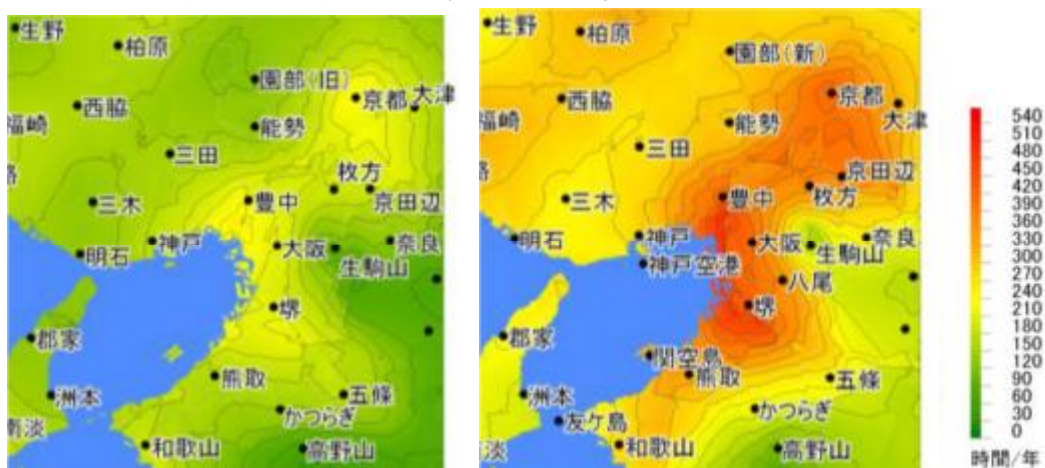 生野
柏原
園部(旧)
京都
大津
西脇
福崎
能勢
三田
路
枚方
京田辺
三木
豊中
神戸
大阪
奈良
明石
生駒山
堺
郡家
熊取
洲本
五條
かつらぎ
南淡
和歌山
高野山
生野
柏原
園部(新)
京都
西脇
大津
福崎
能勢
三田
京田辺
路
枚方
三木
豊中
明石
神戸
大阪
奈良
生駒山
神戸空港
八尾
堺
郡家
関空島
熊取
五條
洲本
かつらぎ
友ケ島
南淡
和歌山
高野山
540
510
480
450
420
390
360
330
300
270
240
210
180
150
120
90
60
30
0
時間/年